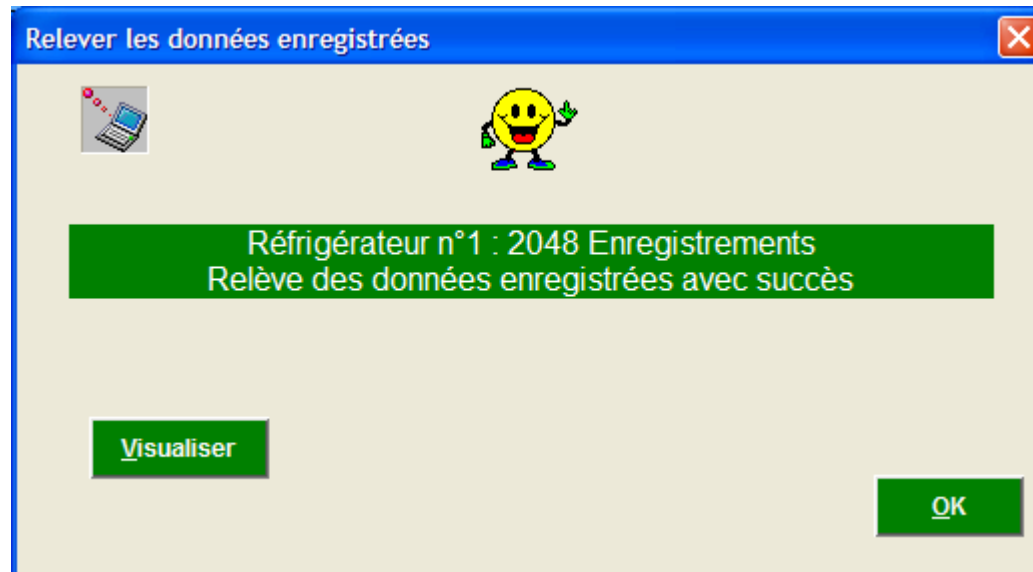 Relever les données enregistrées
Réfrigérateur n°1 : 2048 Enregistrements
Relève des données enregistrées avec succès
Visualiser
OK